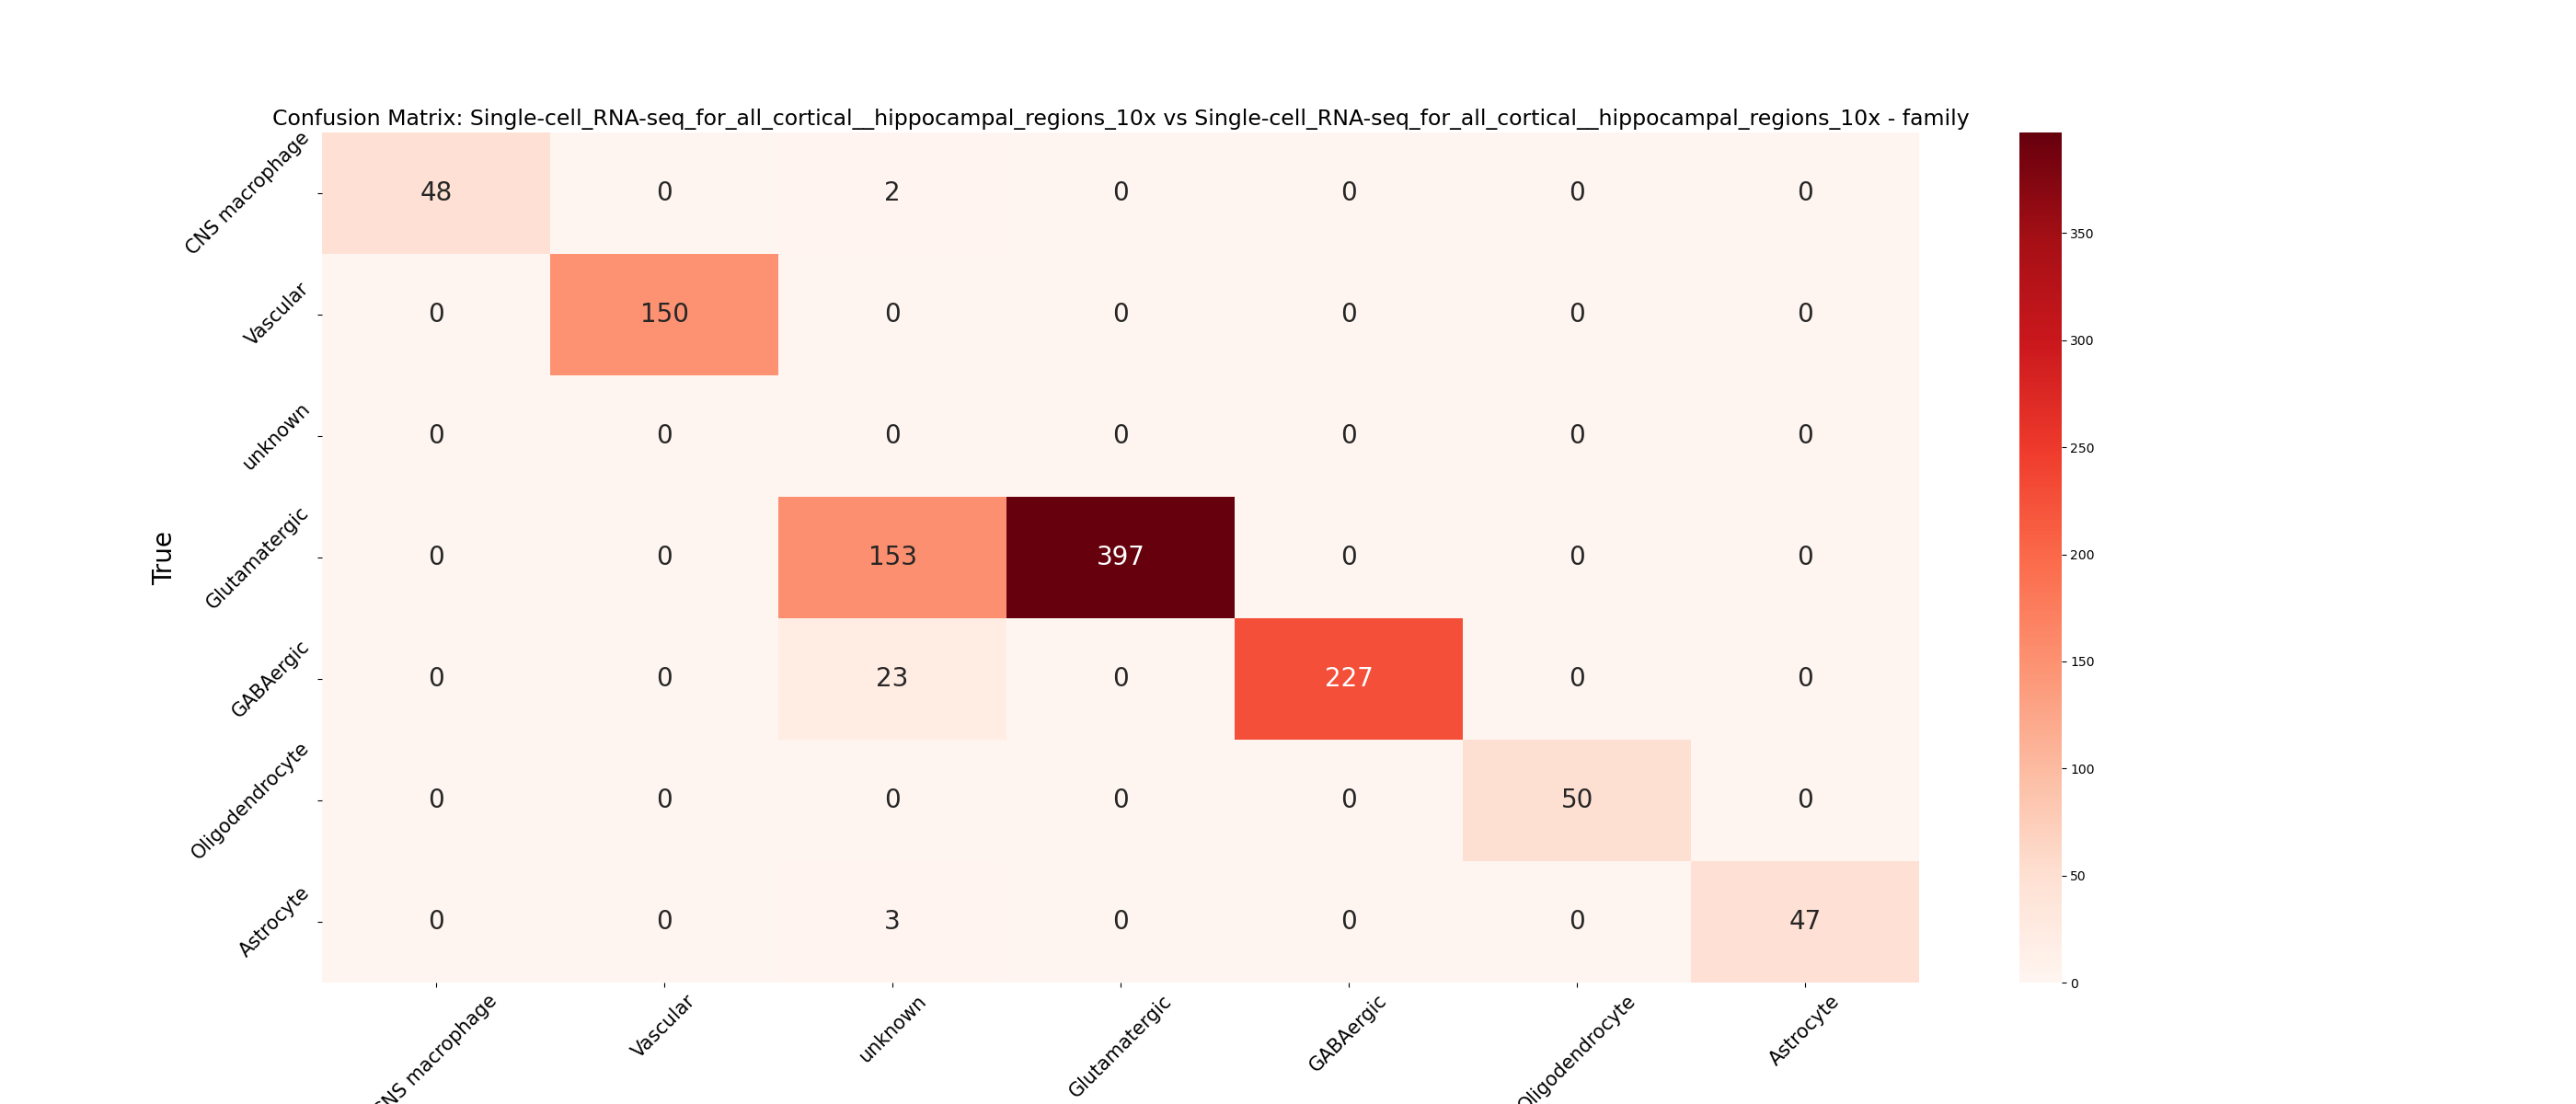 Confusion Matrix: Single-cell_RNA-seq_for_all_cortical__hippocampal_regions_10x vs Single-cell_RNA-seq_for_all_cortical__hippocampal_regions_10x - family
True
CNS macrophage 48 0 2 0 0 0 0
Vascular 0 150 0 0 0 0 0
unknown 0 0 0 0 0 0 0
Glutamatergic 0 0 153 397 0 0 0
GABAergic 0 0 23 0 227 0 0
Oligodendrocyte 0 0 0 0 0 50 0
Astrocyte 0 0 3 0 0 0 47
CNS macrophage Vascular unknown Glutamatergic GABAergic Oligodendrocyte Astrocyte
350
300
250
200
150
100
50
0